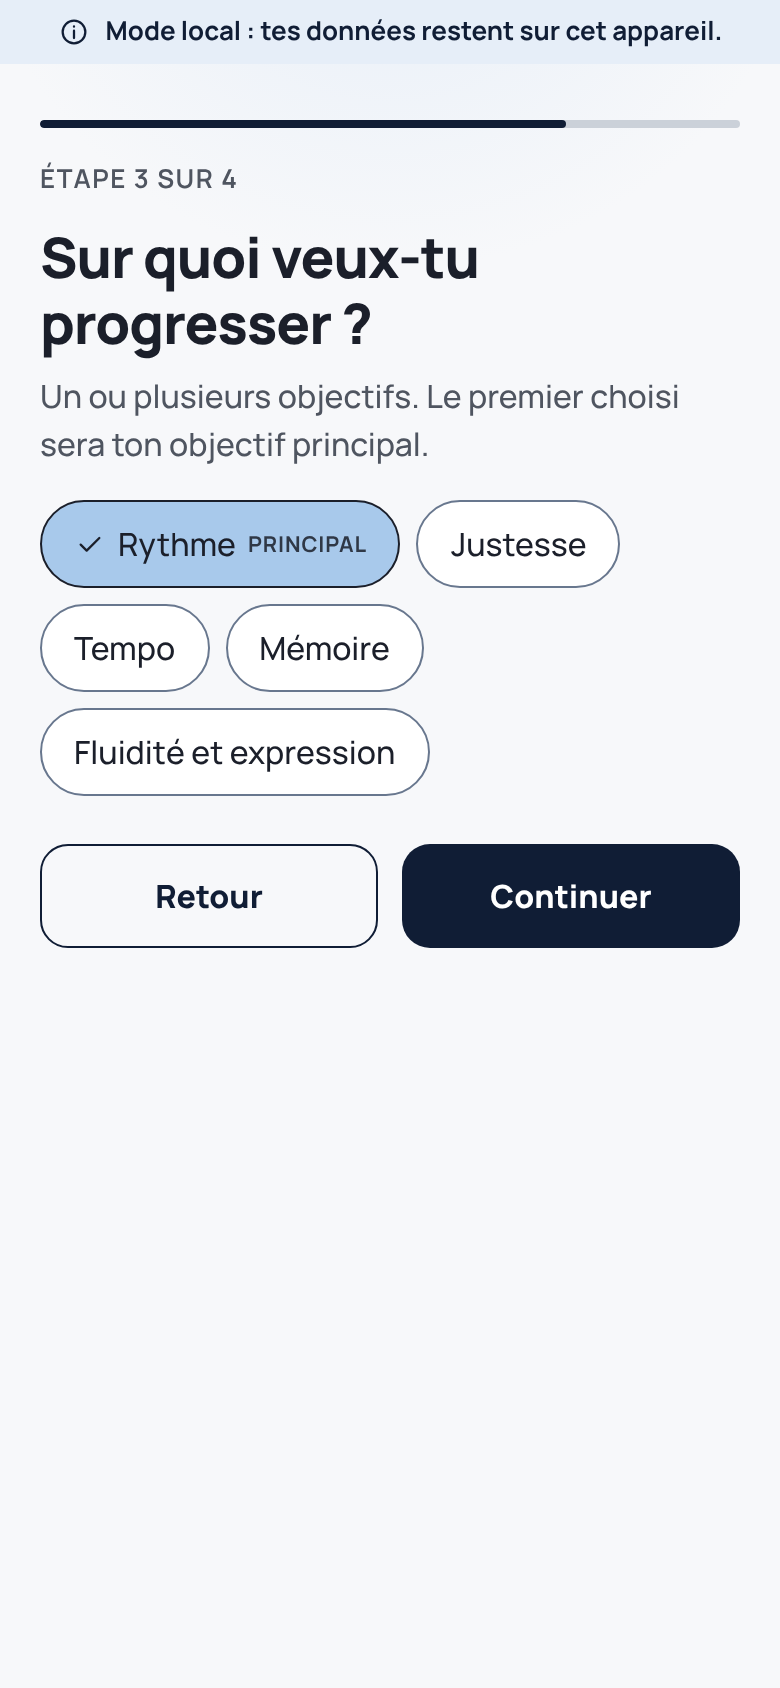 Mode local : tes données restent sur cet appareil.
ÉTAPE 3 SUR 4
Sur quoi veux-tu
progresser ?
Un ou plusieurs objectifs. Le premier choisi
sera ton objectif principal.
Rythme PRINCIPAL Justesse
Tempo Mémoire
Fluidité et expression
Retour Continuer